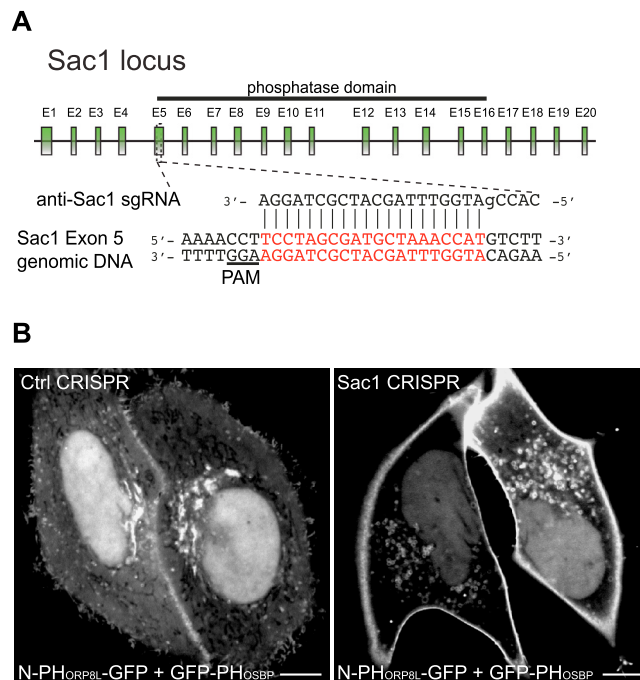 A
Sac1 locus
phosphatase domain
E1 E2 E3 E4 E5 E6 E7 E8 E9 E10 E11 E12 E13 E14 E15 E16 E17 E18 E19 E20
anti-Sac1 sgRNA 3′– AGGATCGCTACGATTTGGTAgCCAC –5′
Sac1 Exon 5 5′– AAAACCTTCCTAGCGATGCTAAACCATGTCTT –3′
genomic DNA 3′– TTTTGGAAGGATCGCTACGATTTGGTACAGAA –5′
PAM
B
Ctrl CRISPR Sac1 CRISPR
N-PHORP8L-GFP + GFP-PHOSBP N-PHORP8L-GFP + GFP-PHOSBP